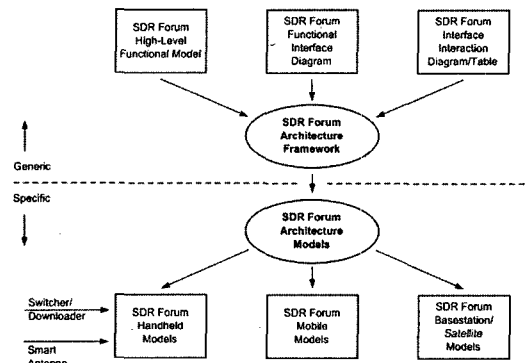 SDR Forum
High-Level
Functional Model
SDR Forum
Functional
Interface
Diagram
SDR Forum
Interface
Interaction
Diagram/Table
SDR Forum
Architecture
Framework
Generic
Specific
SDR Forum
Architecture
Models
Switcher/
Downloader
Smart
Antenna
SDR Forum
Handheld
Models
SDR Forum
Mobile
Models
SDR Forum
Basestation/
Satellite
Models